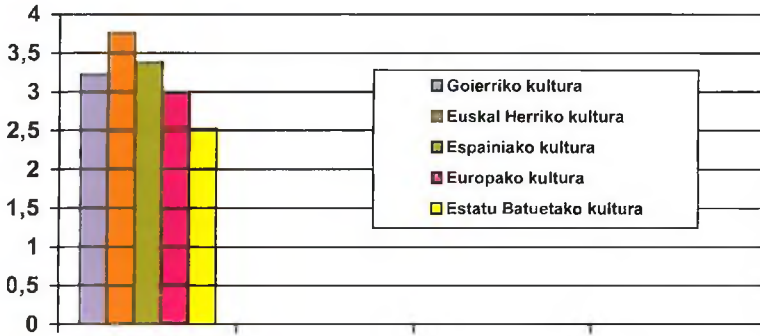 4
3,5
3
2,5
2
1,5
1
0,5
0
Goierriko kultura
Euskal Herriko kultura
Espainiako kultura
Europako kultura
Estatu Batuetako kultura